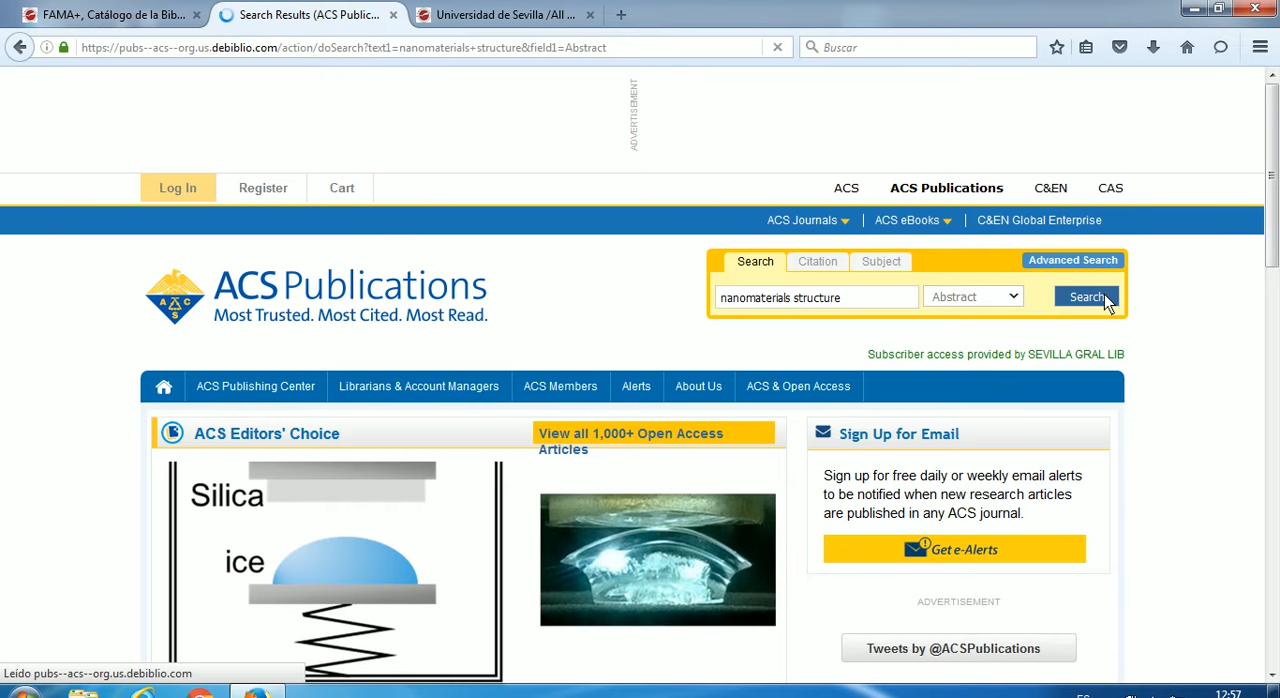 FAMA+, Catálogo de la Bib...
Search Results (ACS Public...
Universidad de Sevilla /All ...
https://pubs--acs--org.us.debiblio.com/action/doSearch?text1=nanomaterials+structure&field1=Abstract
Buscar
ADVERTISEMENT
Log In
Register
Cart
ACS
ACS Publications
C&EN
CAS
ACS Journals
ACS eBooks
C&EN Global Enterprise
Search
Citation
Subject
Advanced Search
ACS Publications
Most Trusted. Most Cited. Most Read.
A C S
nanomaterials structure
Abstract
Search
Subscriber access provided by SEVILLA GRAL LIB
ACS Publishing Center
Librarians & Account Managers
ACS Members
Alerts
About Us
ACS & Open Access
ACS Editors' Choice
View all 1,000+ Open Access
Articles
Silica
ice
Sign Up for Email
Sign up for free daily or weekly email alerts
to be notified when new research articles
are published in any ACS journal.
Get e-Alerts
ADVERTISEMENT
Tweets by @ACSPublications
Leído pubs--acs--org.us.debiblio.com
ES
12:57